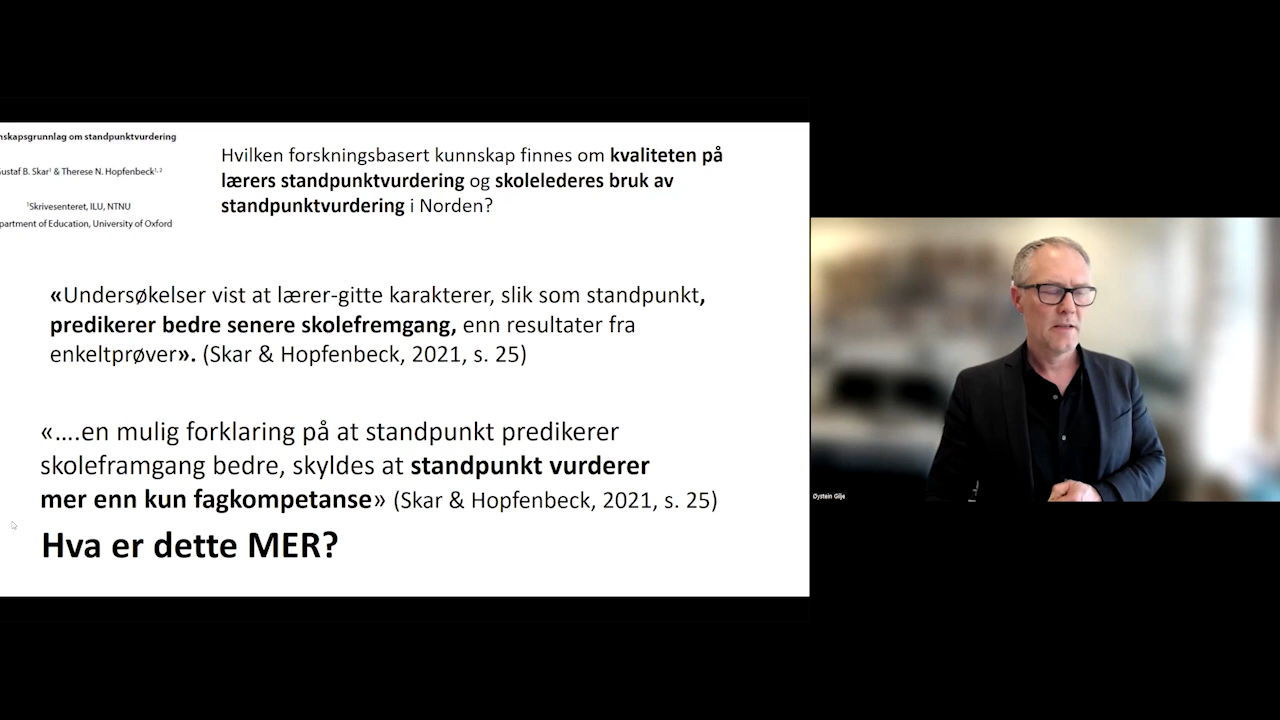 nskapsgrunnlag om standpunktvurdering
ustaf B. Skar¹ & Therese N. Hopfenbeck¹,²
¹Skrivesenteret, ILU, NTNU
partment of Education, University of Oxford
Hvilken forskningsbasert kunnskap finnes om kvaliteten på
lærers standpunktvurdering og skolelederes bruk av
standpunktvurdering i Norden?
«Undersøkelser vist at lærer-gitte karakterer, slik som standpunkt,
predikerer bedre senere skolefremgang, enn resultater fra
enkeltprøver». (Skar & Hopfenbeck, 2021, s. 25)
«….en mulig forklaring på at standpunkt predikerer
skoleframgang bedre, skyldes at standpunkt vurderer
mer enn kun fagkompetanse» (Skar & Hopfenbeck, 2021, s. 25)
Hva er dette MER?
Øystein Gilje